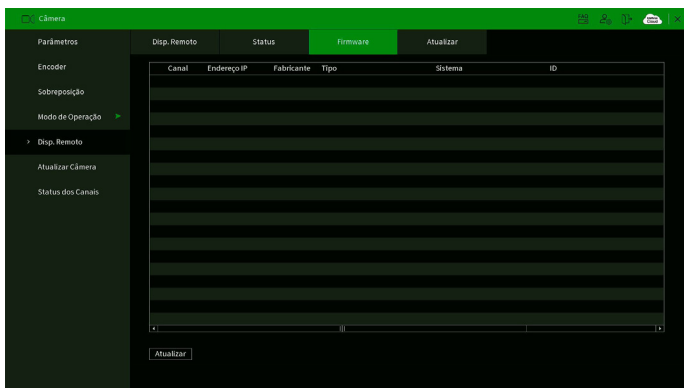 Câmera
Parâmetros
Encoder
Sobreposição
Modo de Operação
Disp. Remoto
Atualizar Câmera
Status dos Canais
Disp. Remoto Status Firmware Atualizar
Canal Endereço IP Fabricante Tipo Sistema ID
Atualizar